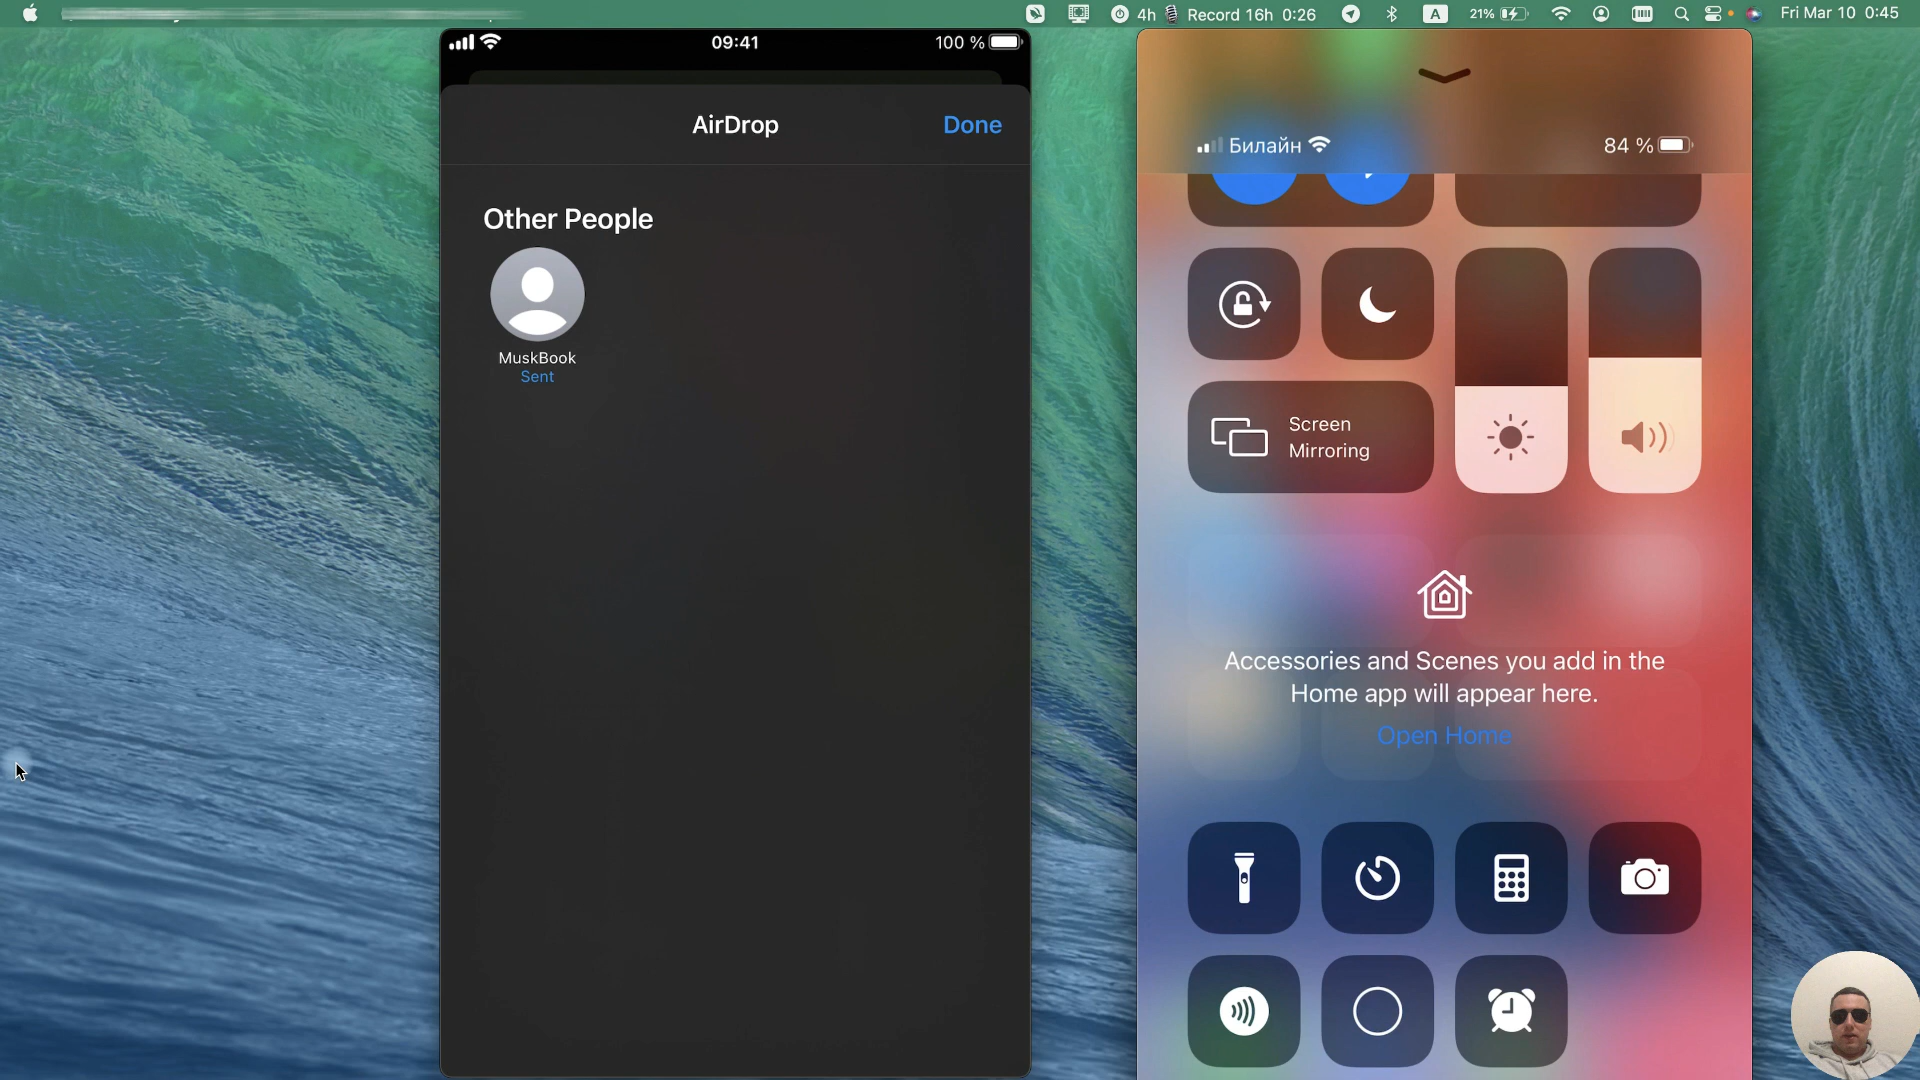 4h
Record 16h 0:26
A
21%
Fri Mar 10 0:45
09:41
100 %
AirDrop
Done
Other People
MuskBook
Sent
Билайн
84 %
Screen
Mirroring
Accessories and Scenes you add in the
Home app will appear here.
Open Home